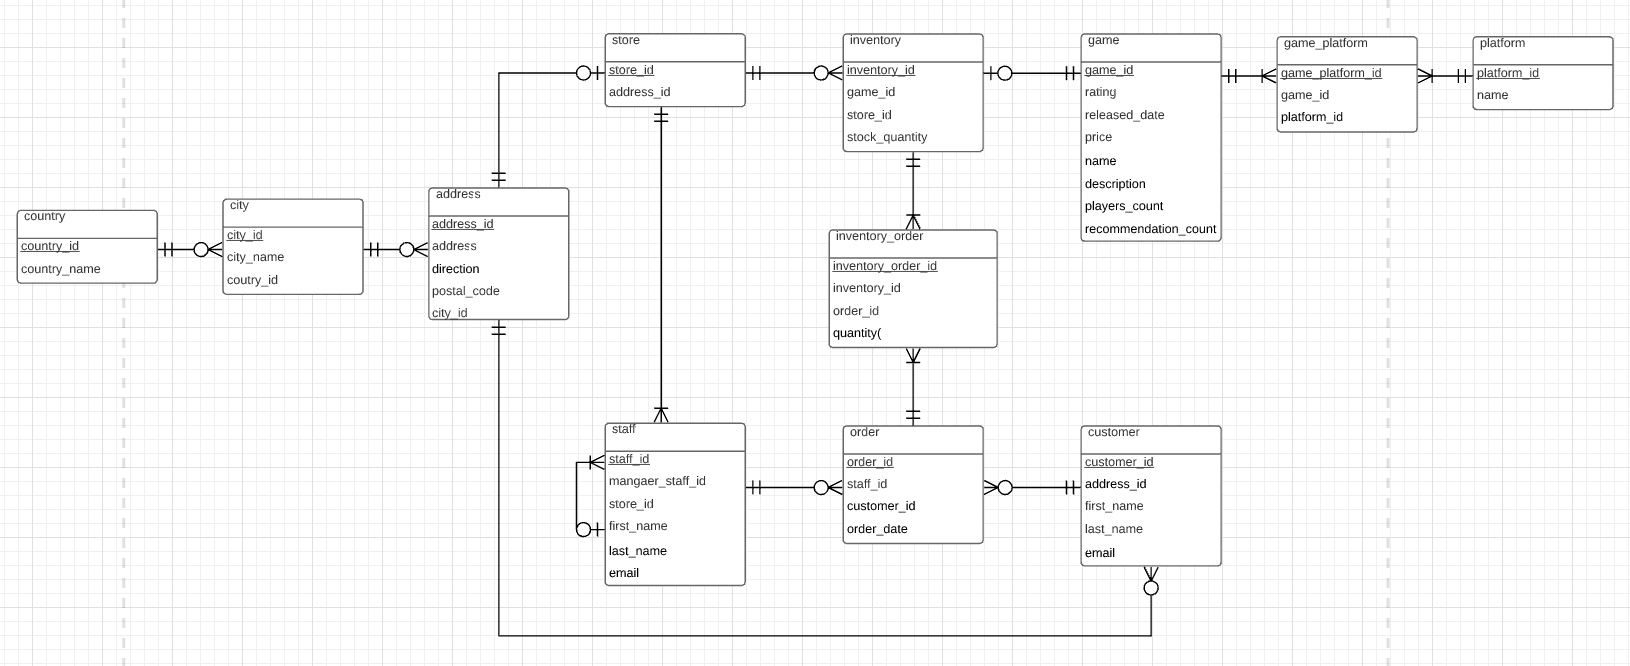 store
store_id
address_id
inventory
inventory_id
game_id
store_id
stock_quantity
game
game_id
rating
released_date
price
name
description
players_count
recommendation_count
game_platform
game_platform_id
game_id
platform_id
platform
platform_id
name
country
country_id
country_name
city
city_id
city_name
coutry_id
address
address_id
address
direction
postal_code
city_id
inventory_order
inventory_order_id
inventory_id
order_id
quantity(
staff
staff_id
mangaer_staff_id
store_id
first_name
last_name
email
order
order_id
staff_id
customer_id
order_date
customer
customer_id
address_id
first_name
last_name
email